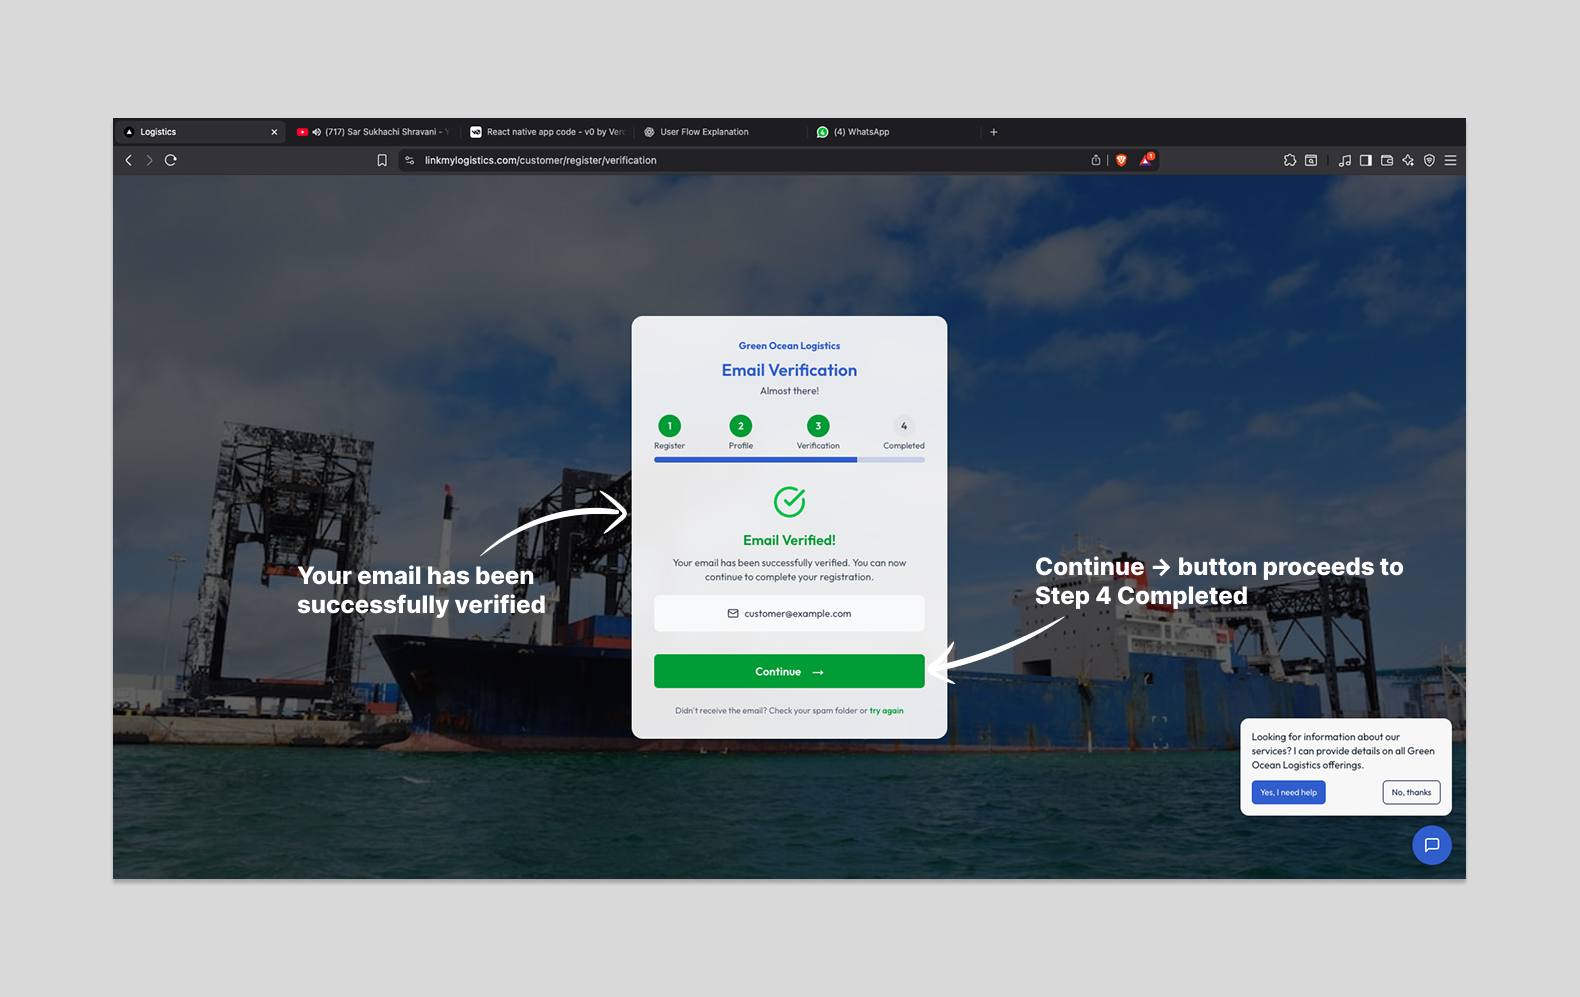 Logistics
(717) Sar Sukhachi Shravani -
React native app code - v0 by Verc
User Flow Explanation
(4) WhatsApp
linkmylogistics.com/customer/register/verification
1
Green Ocean Logistics
Email Verification
Almost there!
1 2 3 4
Register Profile Verification Completed
Email Verified!
Your email has been successfully verified. You can now
continue to complete your registration.
customer@example.com
Continue →
Didn't receive the email? Check your spam folder or try again
Your email has been
successfully verified
Continue → button proceeds to
Step 4 Completed
Looking for information about our
services? I can provide details on all Green
Ocean Logistics offerings.
Yes, I need help
No, thanks